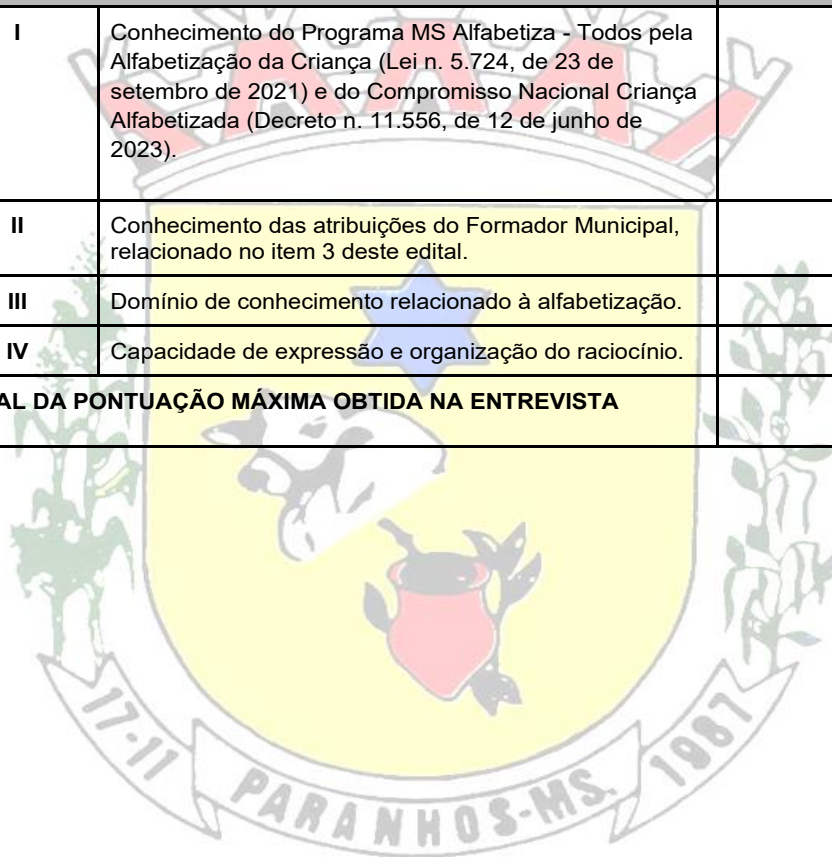 I
Conhecimento do Programa MS Alfabetiza - Todos pela
Alfabetização da Criança (Lei n. 5.724, de 23 de
setembro de 2021) e do Compromisso Nacional Criança
Alfabetizada (Decreto n. 11.556, de 12 de junho de
2023).
II
Conhecimento das atribuições do Formador Municipal,
relacionado no item 3 deste edital.
III
Domínio de conhecimento relacionado à alfabetização.
IV
Capacidade de expressão e organização do raciocínio.
AL DA PONTUAÇÃO MÁXIMA OBTIDA NA ENTREVISTA
17-11
PARANHOS-MS.
1987